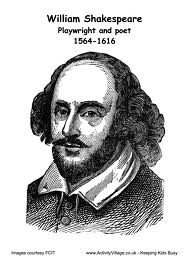 William Shakespeare
Playwright and poet
1564-1616
Images courtesy FCIT
www.ActivityVillage.co.uk - Keeping Kids Busy